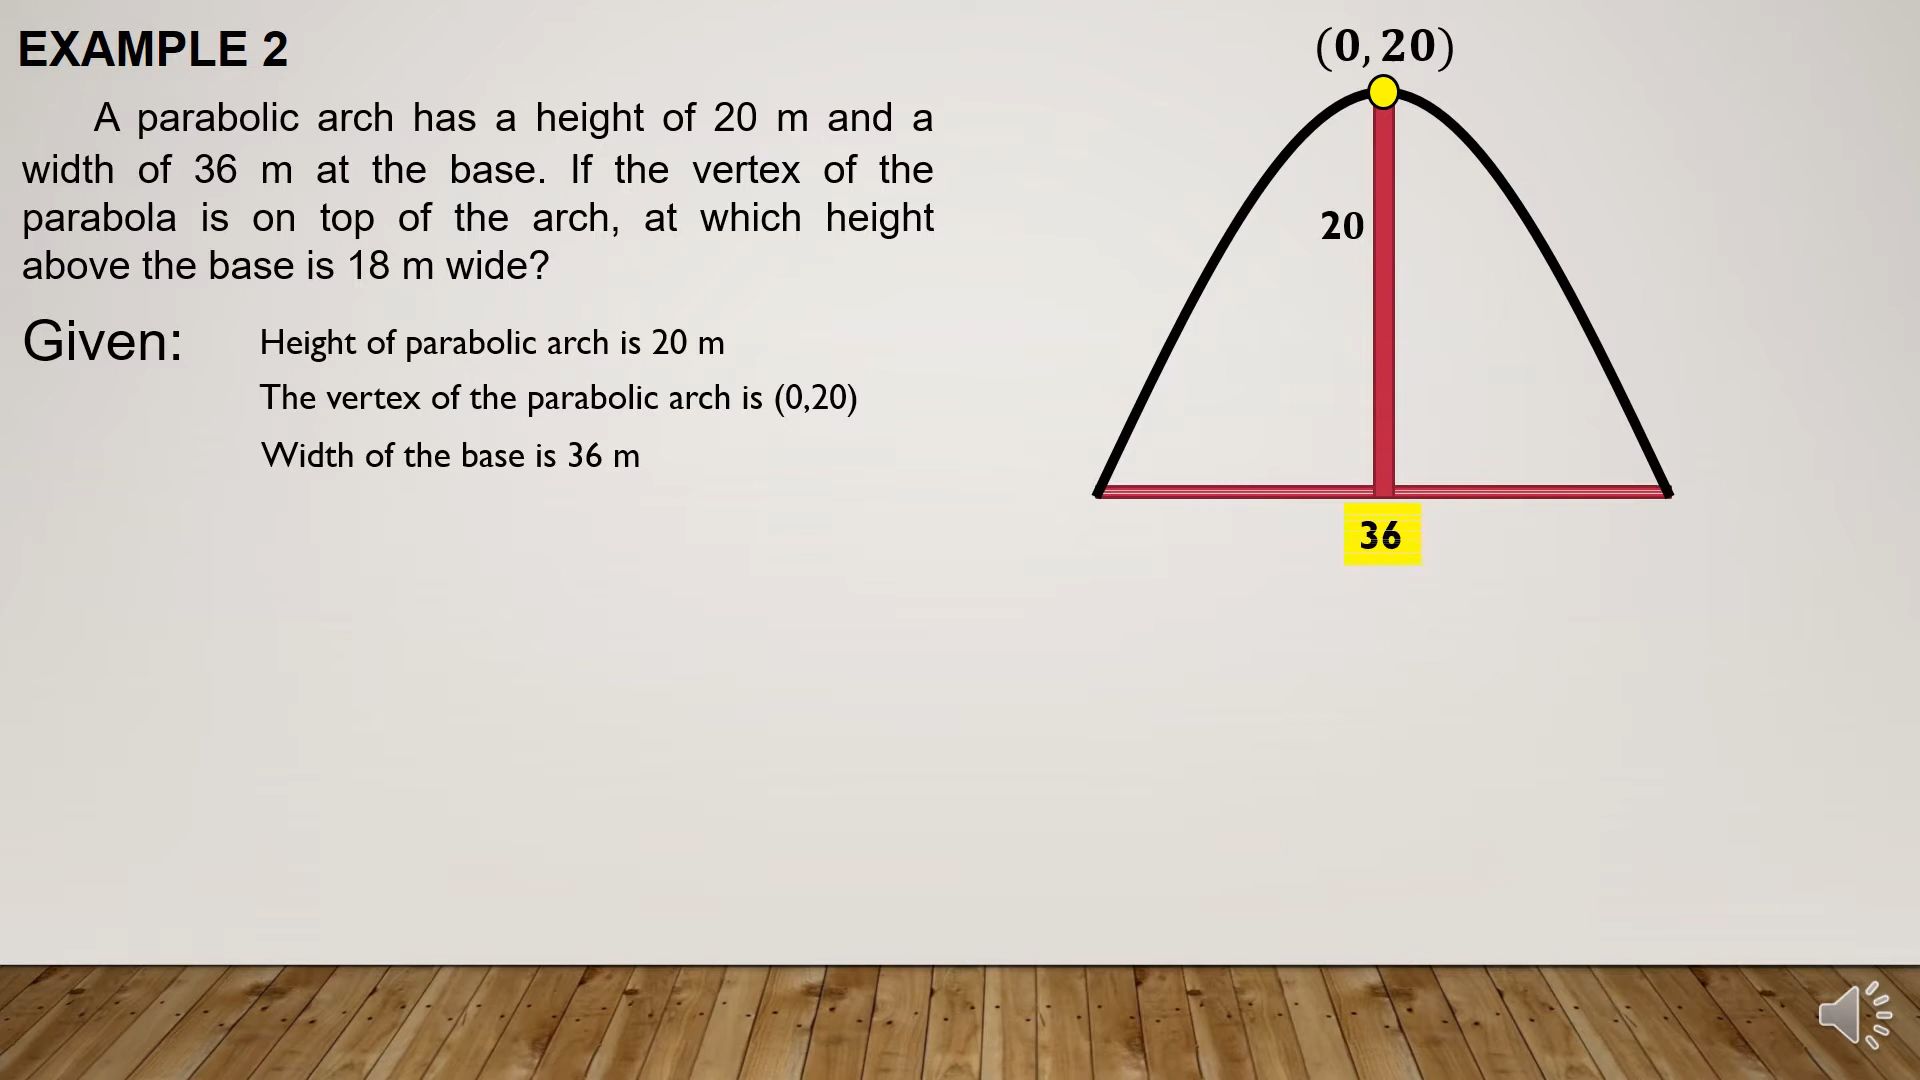 EXAMPLE 2
A parabolic arch has a height of 20 m and a
width of 36 m at the base. If the vertex of the
parabola is on top of the arch, at which height
above the base is 18 m wide?
Given:
Height of parabolic arch is 20 m
The vertex of the parabolic arch is (0,20)
Width of the base is 36 m
(0, 20)
20
36